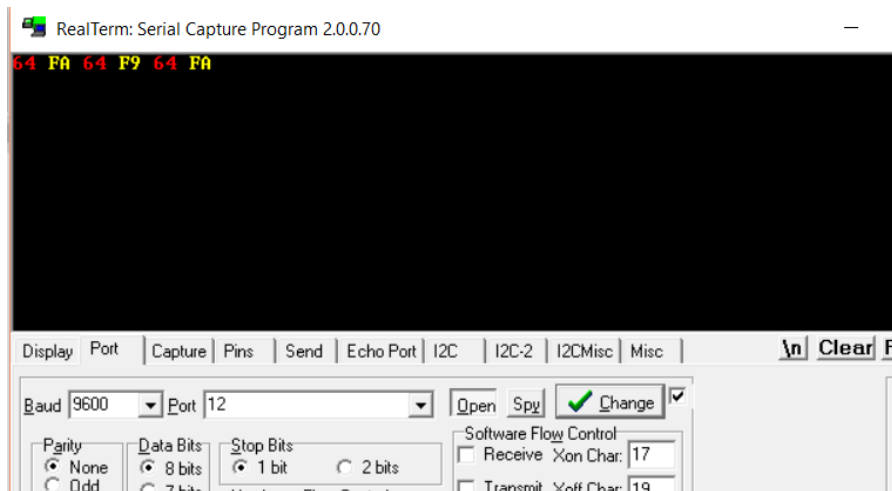 RealTerm: Serial Capture Program 2.0.0.70
64 FA 64 F9 64 FA
Display Port Capture Pins Send Echo Port I2C I2C-2 I2CMisc Misc \n Clear
Baud 9600 Port 12 Open Spy Change
Parity Data Bits Stop Bits Software Flow Control
None 8 bits 1 bit 2 bits Receive Xon Char: 17
Odd 7 bits Transmit Xoff Char: 19